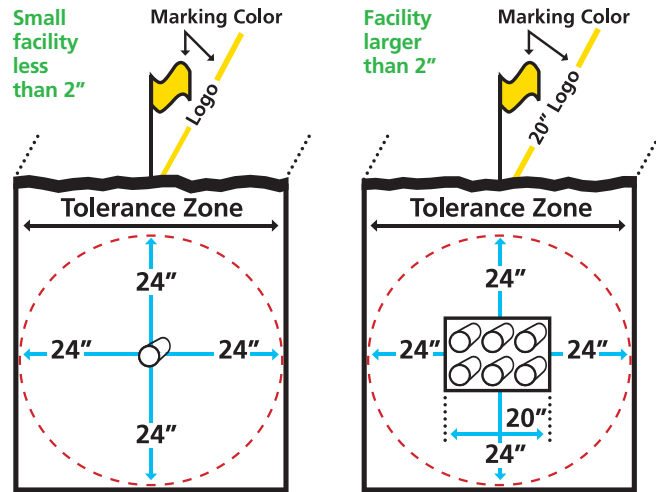 Small
facility
less
than 2”
Marking Color
Logo
Tolerance Zone
24”
24”
24”
24”
Facility
larger
than 2”
Marking Color
20” Logo
Tolerance Zone
24”
24”
24”
20”
24”